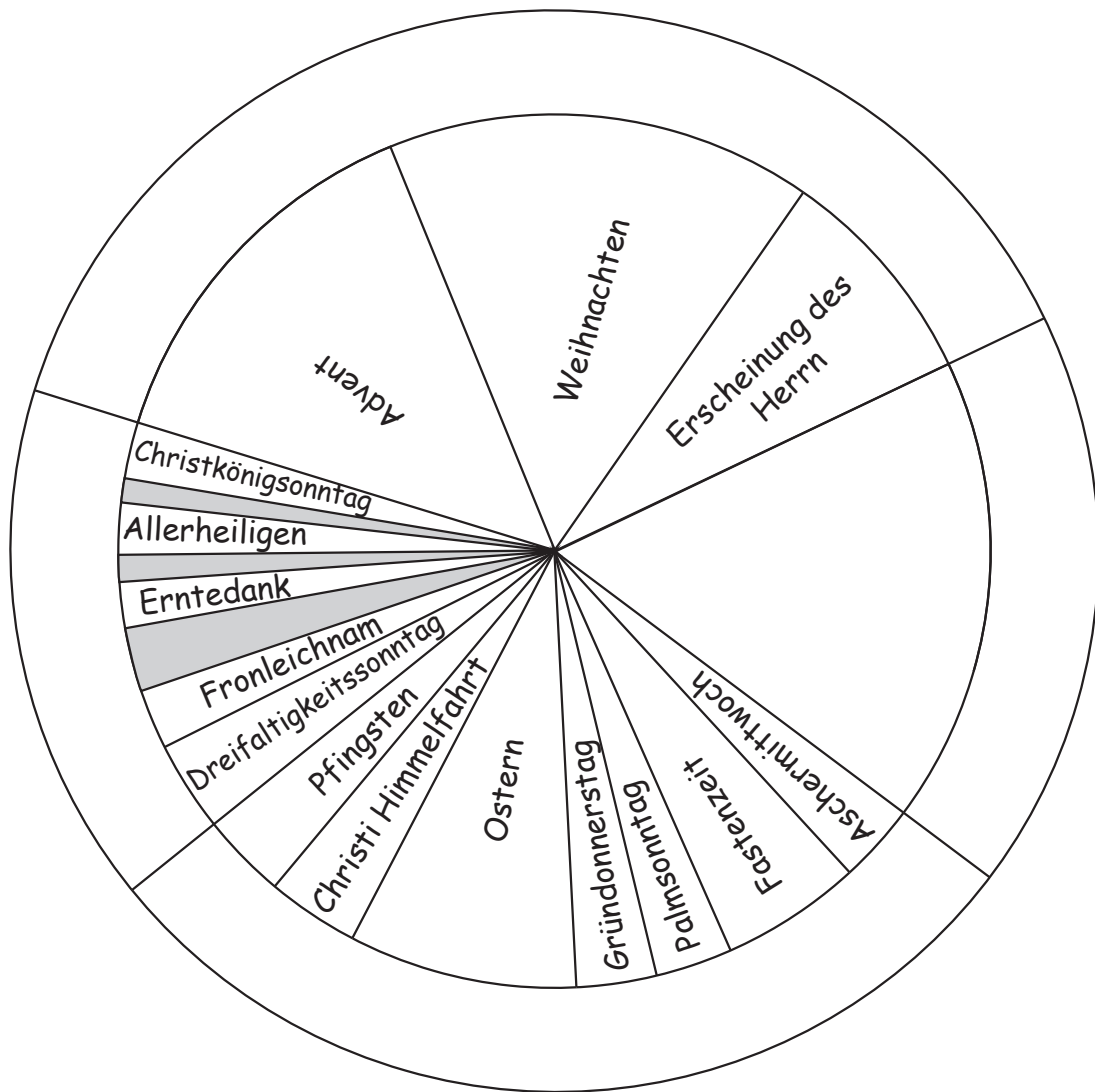 Advent
Weihnachten
Erscheinung des
Herrn
Aschermittwoch
Fastenzeit
Palmsonntag
Gründonnerstag
Ostern
Christi Himmelfahrt
Pfingsten
Dreifaltigkeitssonntag
Fronleichnam
Erntedank
Allerheiligen
Christkönigsonntag